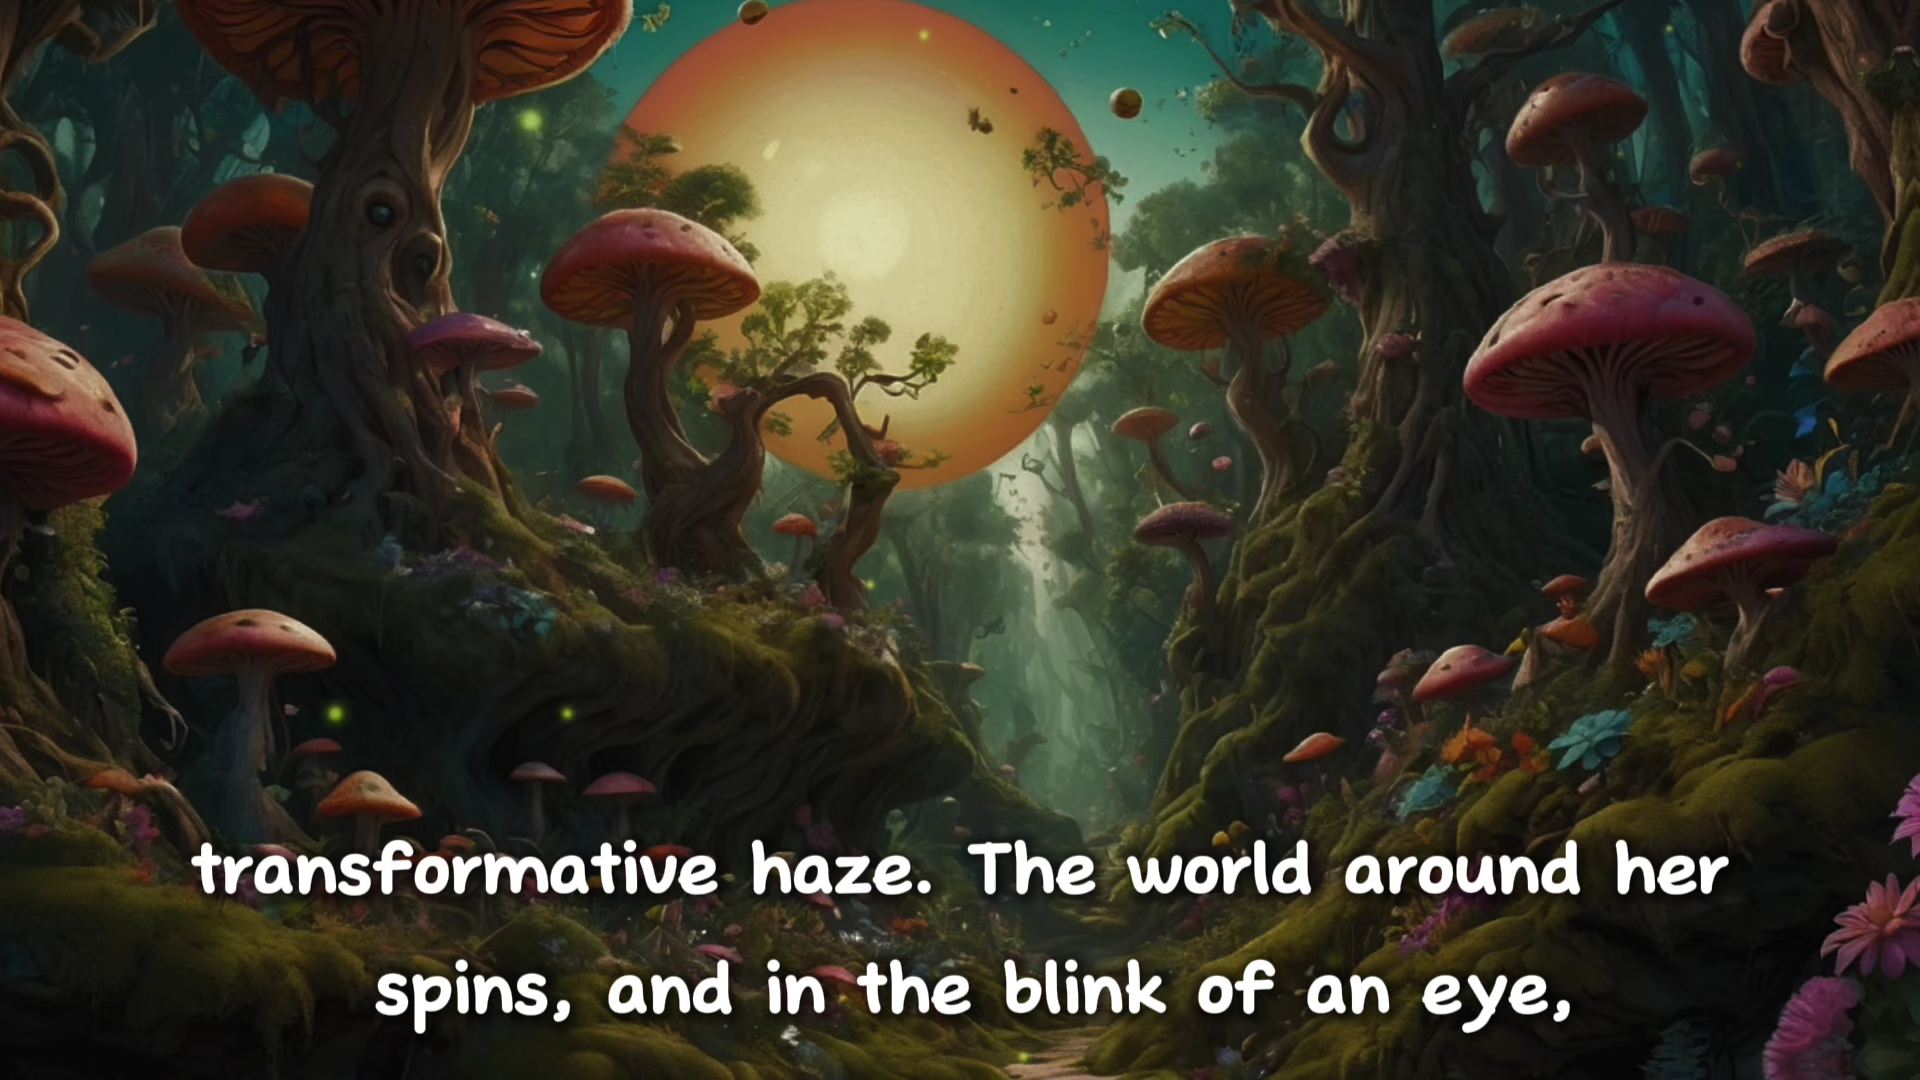 transformative haze. The world around her
spins, and in the blink of an eye,